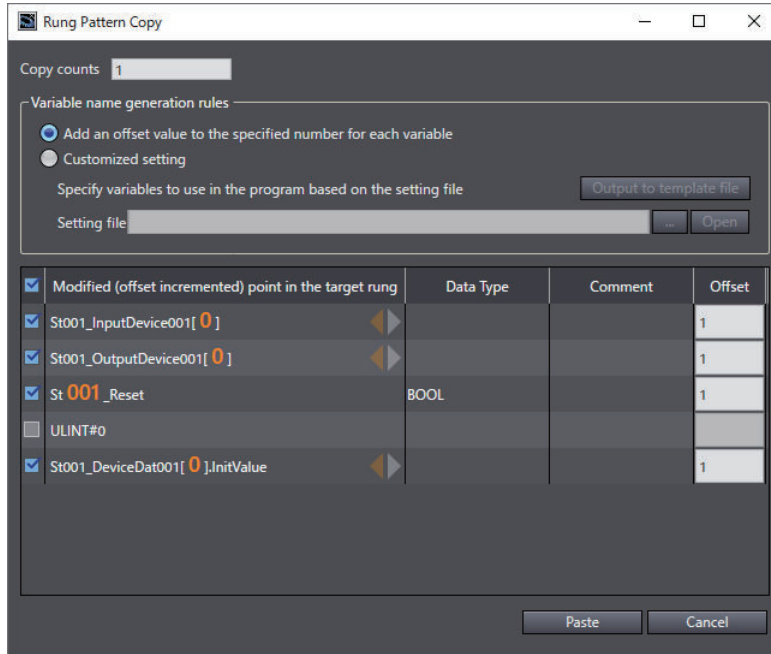 Rung Pattern Copy
Copy counts 1
Variable name generation rules
Add an offset value to the specified number for each variable
Customized setting
Specify variables to use in the program based on the setting file Output to template file
Setting file ... Open
Modified (offset incremented) point in the target rung Data Type Comment Offset
St001_InputDevice001[ 0 ] 1
St001_OutputDevice001[ 0 ] 1
St 001 _Reset BOOL 1
ULINT#0
St001_DeviceDat001[ 0 ].InitValue 1
Paste Cancel